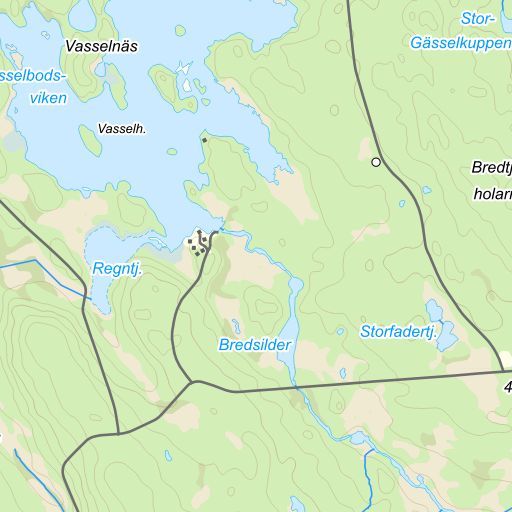 Stor-
Gässelkuppen
Vasselnäs
sselbods-
viken
Vasselh.
Bredtj
holarn
Regntj.
Storfadertj.
Bredsilder
4